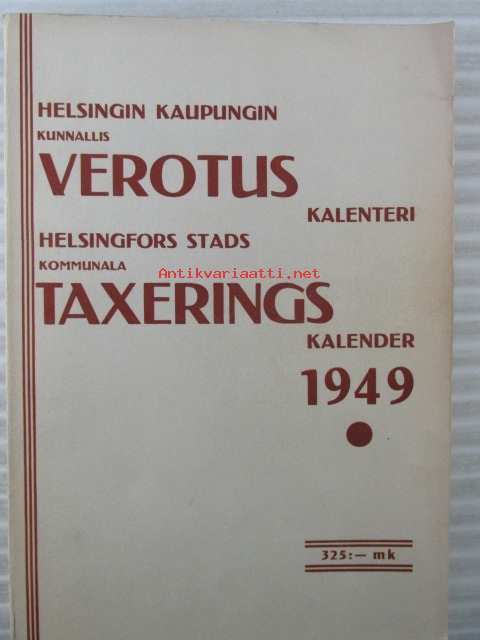 HELSINGIN KAUPUNGIN
KUNNALLIS
VEROTUS
KALENTERI
HELSINGFORS STADS
KOMMUNALA
Antikvariaatti.net
TAXERINGS
KALENDER
1949
325:— mk